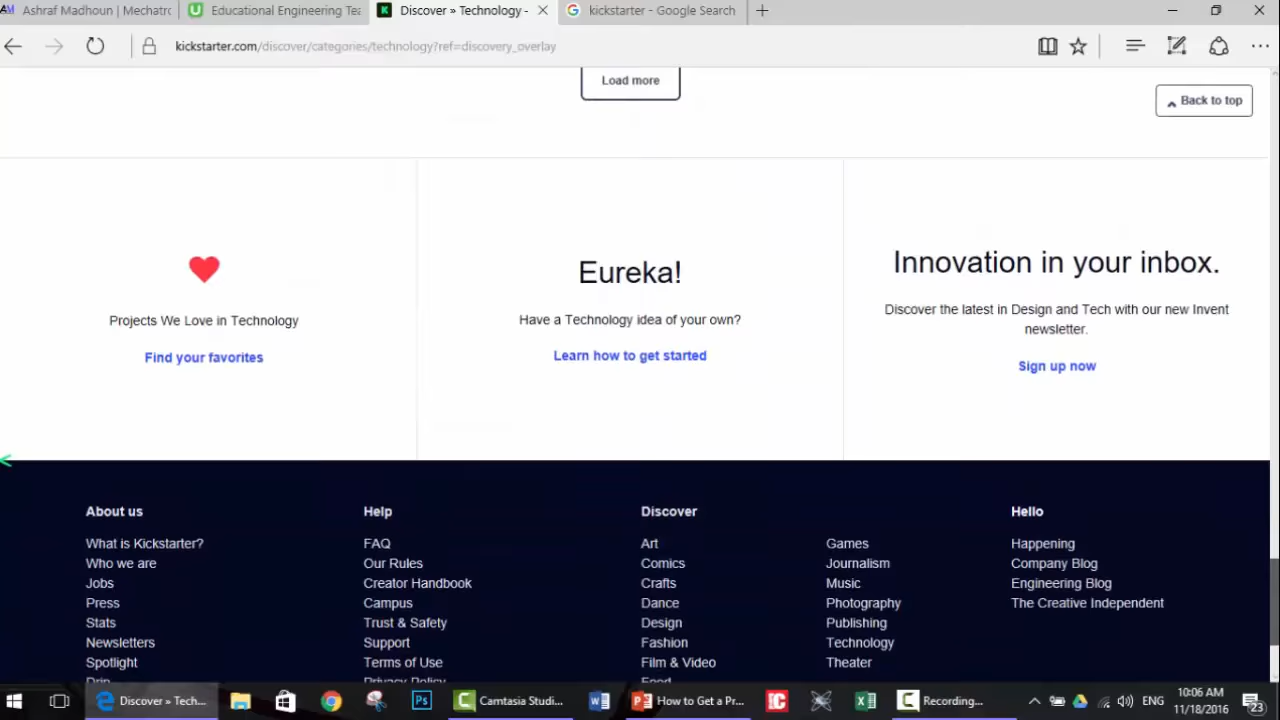 Ashraf Madhoun | Mechatr
Educational Engineering Tea
Discover » Technology -
kickstarter - Google Search
kickstarter.com/discover/categories/technology?ref=discovery_overlay
Load more
Back to top
Projects We Love in Technology
Find your favorites
Eureka!
Have a Technology idea of your own?
Learn how to get started
Innovation in your inbox.
Discover the latest in Design and Tech with our new Invent
newsletter.
Sign up now
About us
What is Kickstarter?
Who we are
Jobs
Press
Stats
Newsletters
Spotlight
Drip
Help
FAQ
Our Rules
Creator Handbook
Campus
Trust & Safety
Support
Terms of Use
Privacy Policy
Discover
Art
Comics
Crafts
Dance
Design
Fashion
Film & Video
Food
Games
Journalism
Music
Photography
Publishing
Technology
Theater
Hello
Happening
Company Blog
Engineering Blog
The Creative Independent
Discover » Tech...
Camtasia Studi...
How to Get a Pr...
Recording...
ENG
10:06 AM
11/18/2016
23